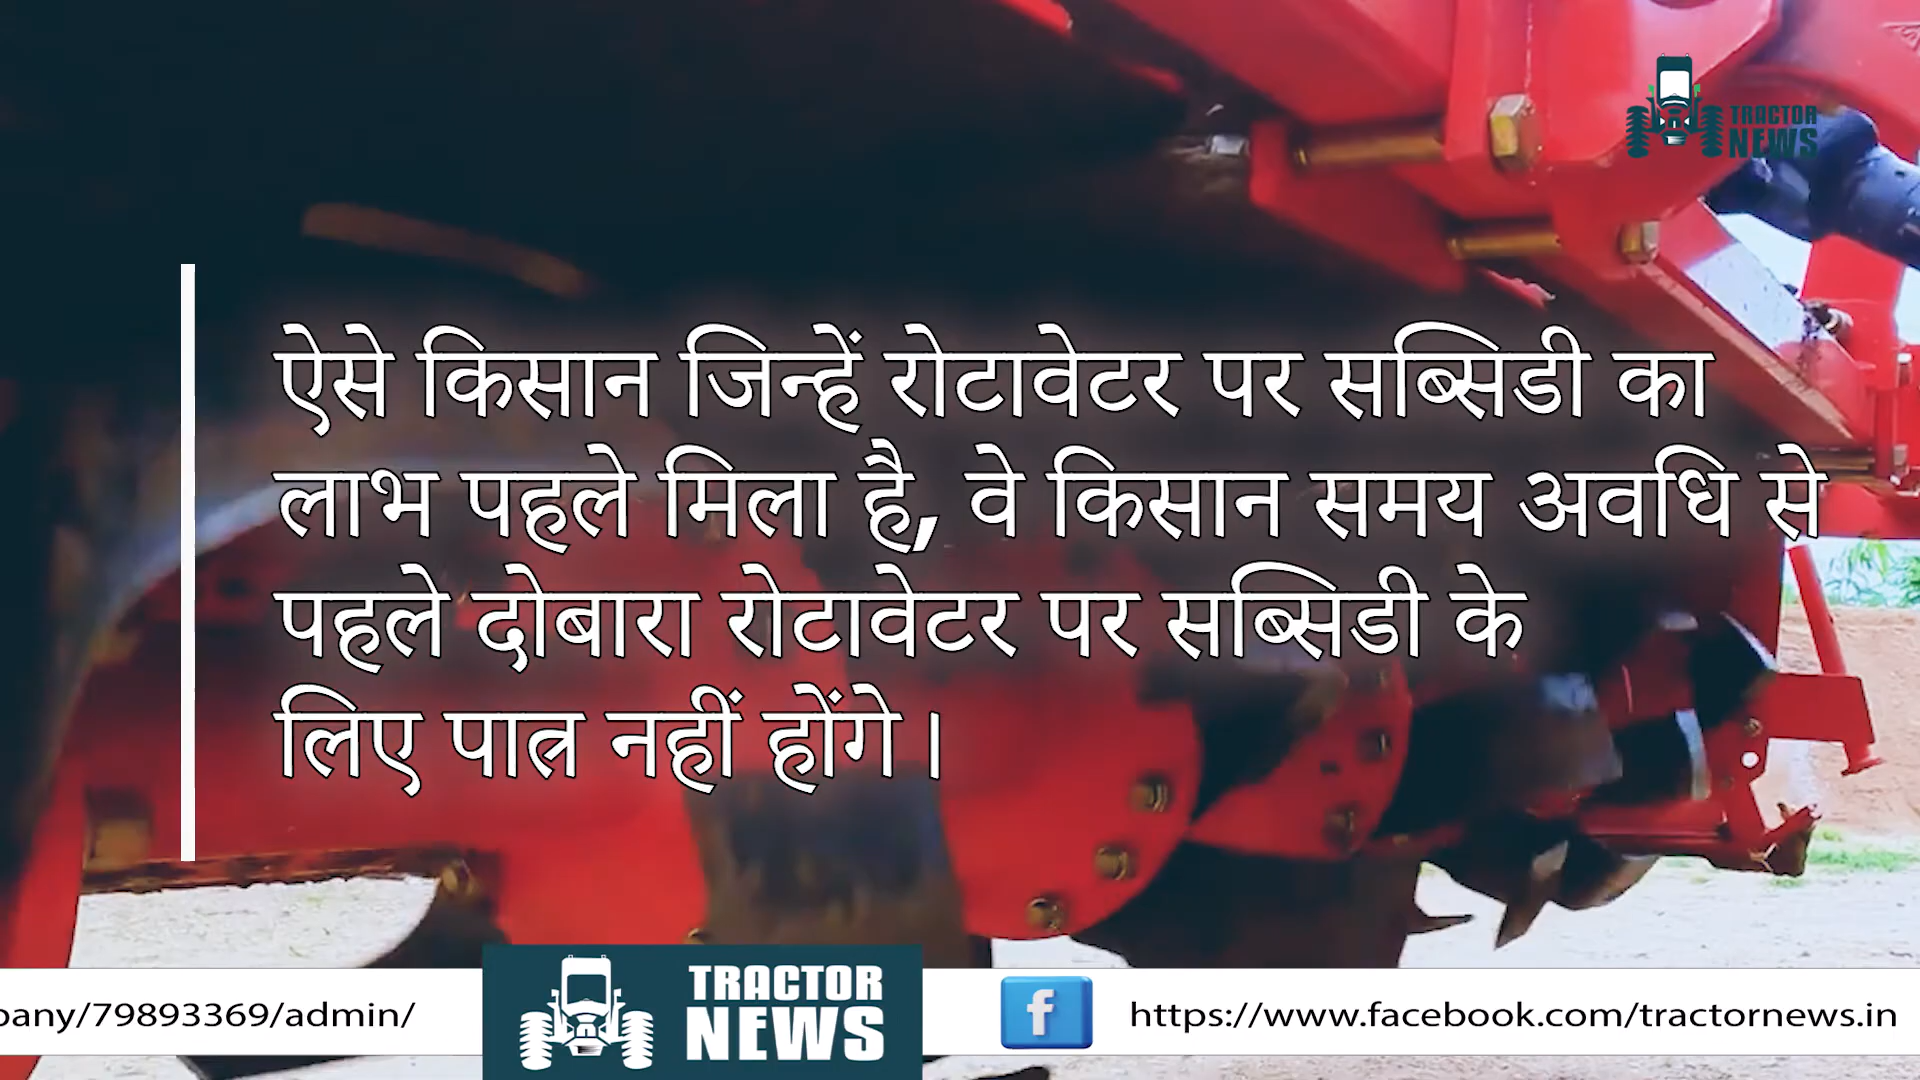 TRACTOR
NEWS
ऐसे किसान जिन्हें रोटावेटर पर सब्सिडी का
लाभ पहले मिला है, वे किसान समय अवधि से
पहले दोबारा रोटावेटर पर सब्सिडी के
लिए पात्र नहीं होंगे।
pany/79893369/admin/
TRACTOR
NEWS
f
https://www.facebook.com/tractornews.in